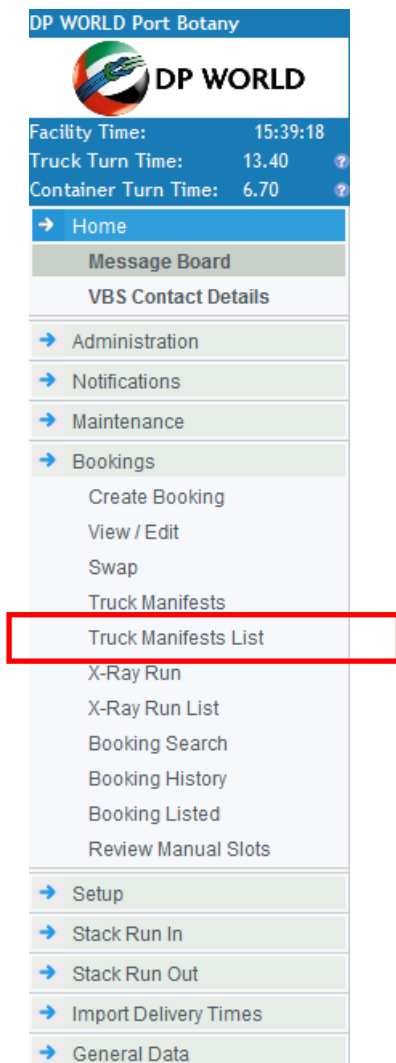 DP WORLD Port Botany
DP WORLD
Facility Time: 15:39:18
Truck Turn Time: 13.40 ?
Container Turn Time: 6.70 ?
Home
Message Board
VBS Contact Details
Administration
Notifications
Maintenance
Bookings
Create Booking
View / Edit
Swap
Truck Manifests
Truck Manifests List
X-Ray Run
X-Ray Run List
Booking Search
Booking History
Booking Listed
Review Manual Slots
Setup
Stack Run In
Stack Run Out
Import Delivery Times
General Data